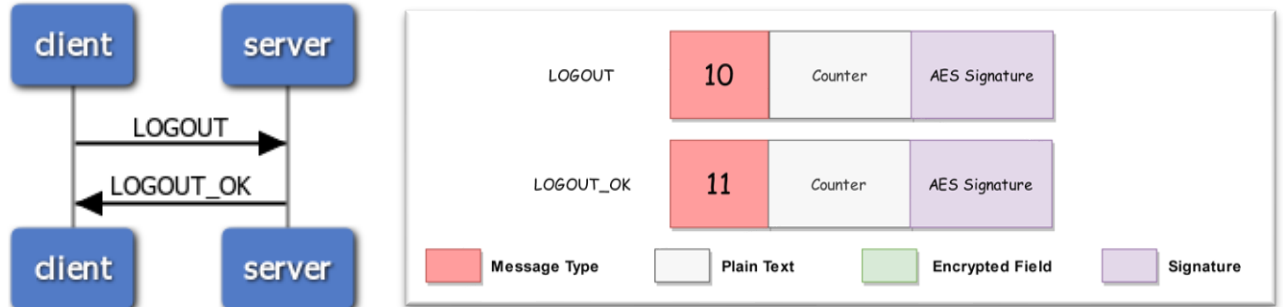 client
server
LOGOUT
LOGOUT_OK
client
server
LOGOUT
10
Counter
AES Signature
LOGOUT_OK
11
Counter
AES Signature
Message Type
Plain Text
Encrypted Field
Signature